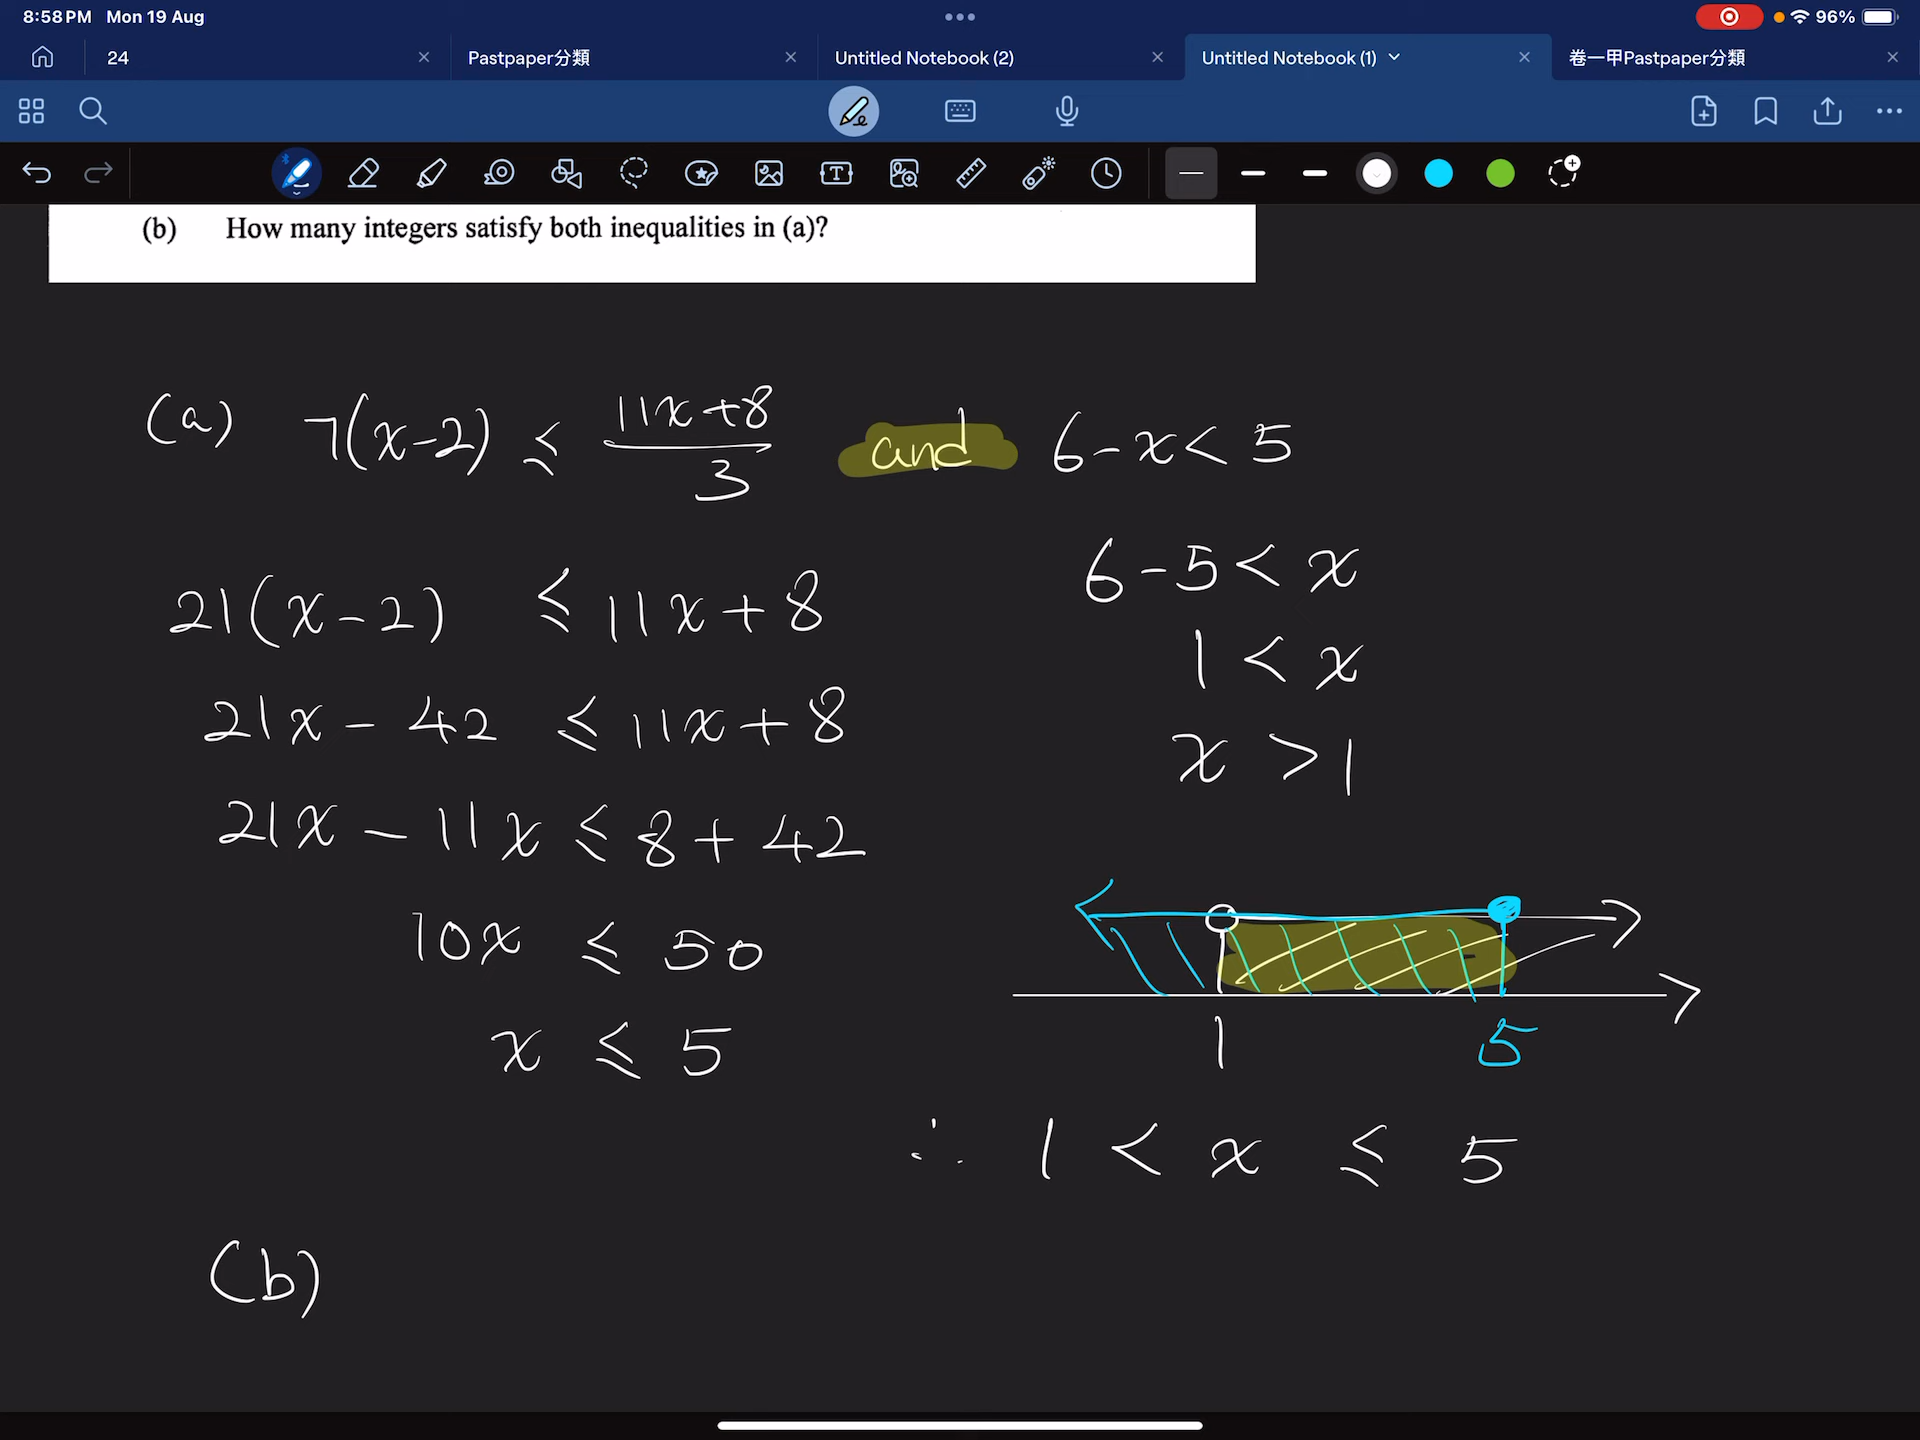 8:58 PM Mon 19 Aug 96%
24 Pastpaper分類 Untitled Notebook (2) Untitled Notebook (1) 卷一甲Pastpaper分類
(b) How many integers satisfy both inequalities in (a)?
(a) 7(x-2) ≤ (11x+8)/3 and 6-x < 5
6-5 < x
21(x-2) ≤ 11x+8
1 < x
21x - 42 ≤ 11x+8
x > 1
21x - 11x ≤ 8+42
10x ≤ 50
x ≤ 5
1 5
∴ 1 < x ≤ 5
(b)